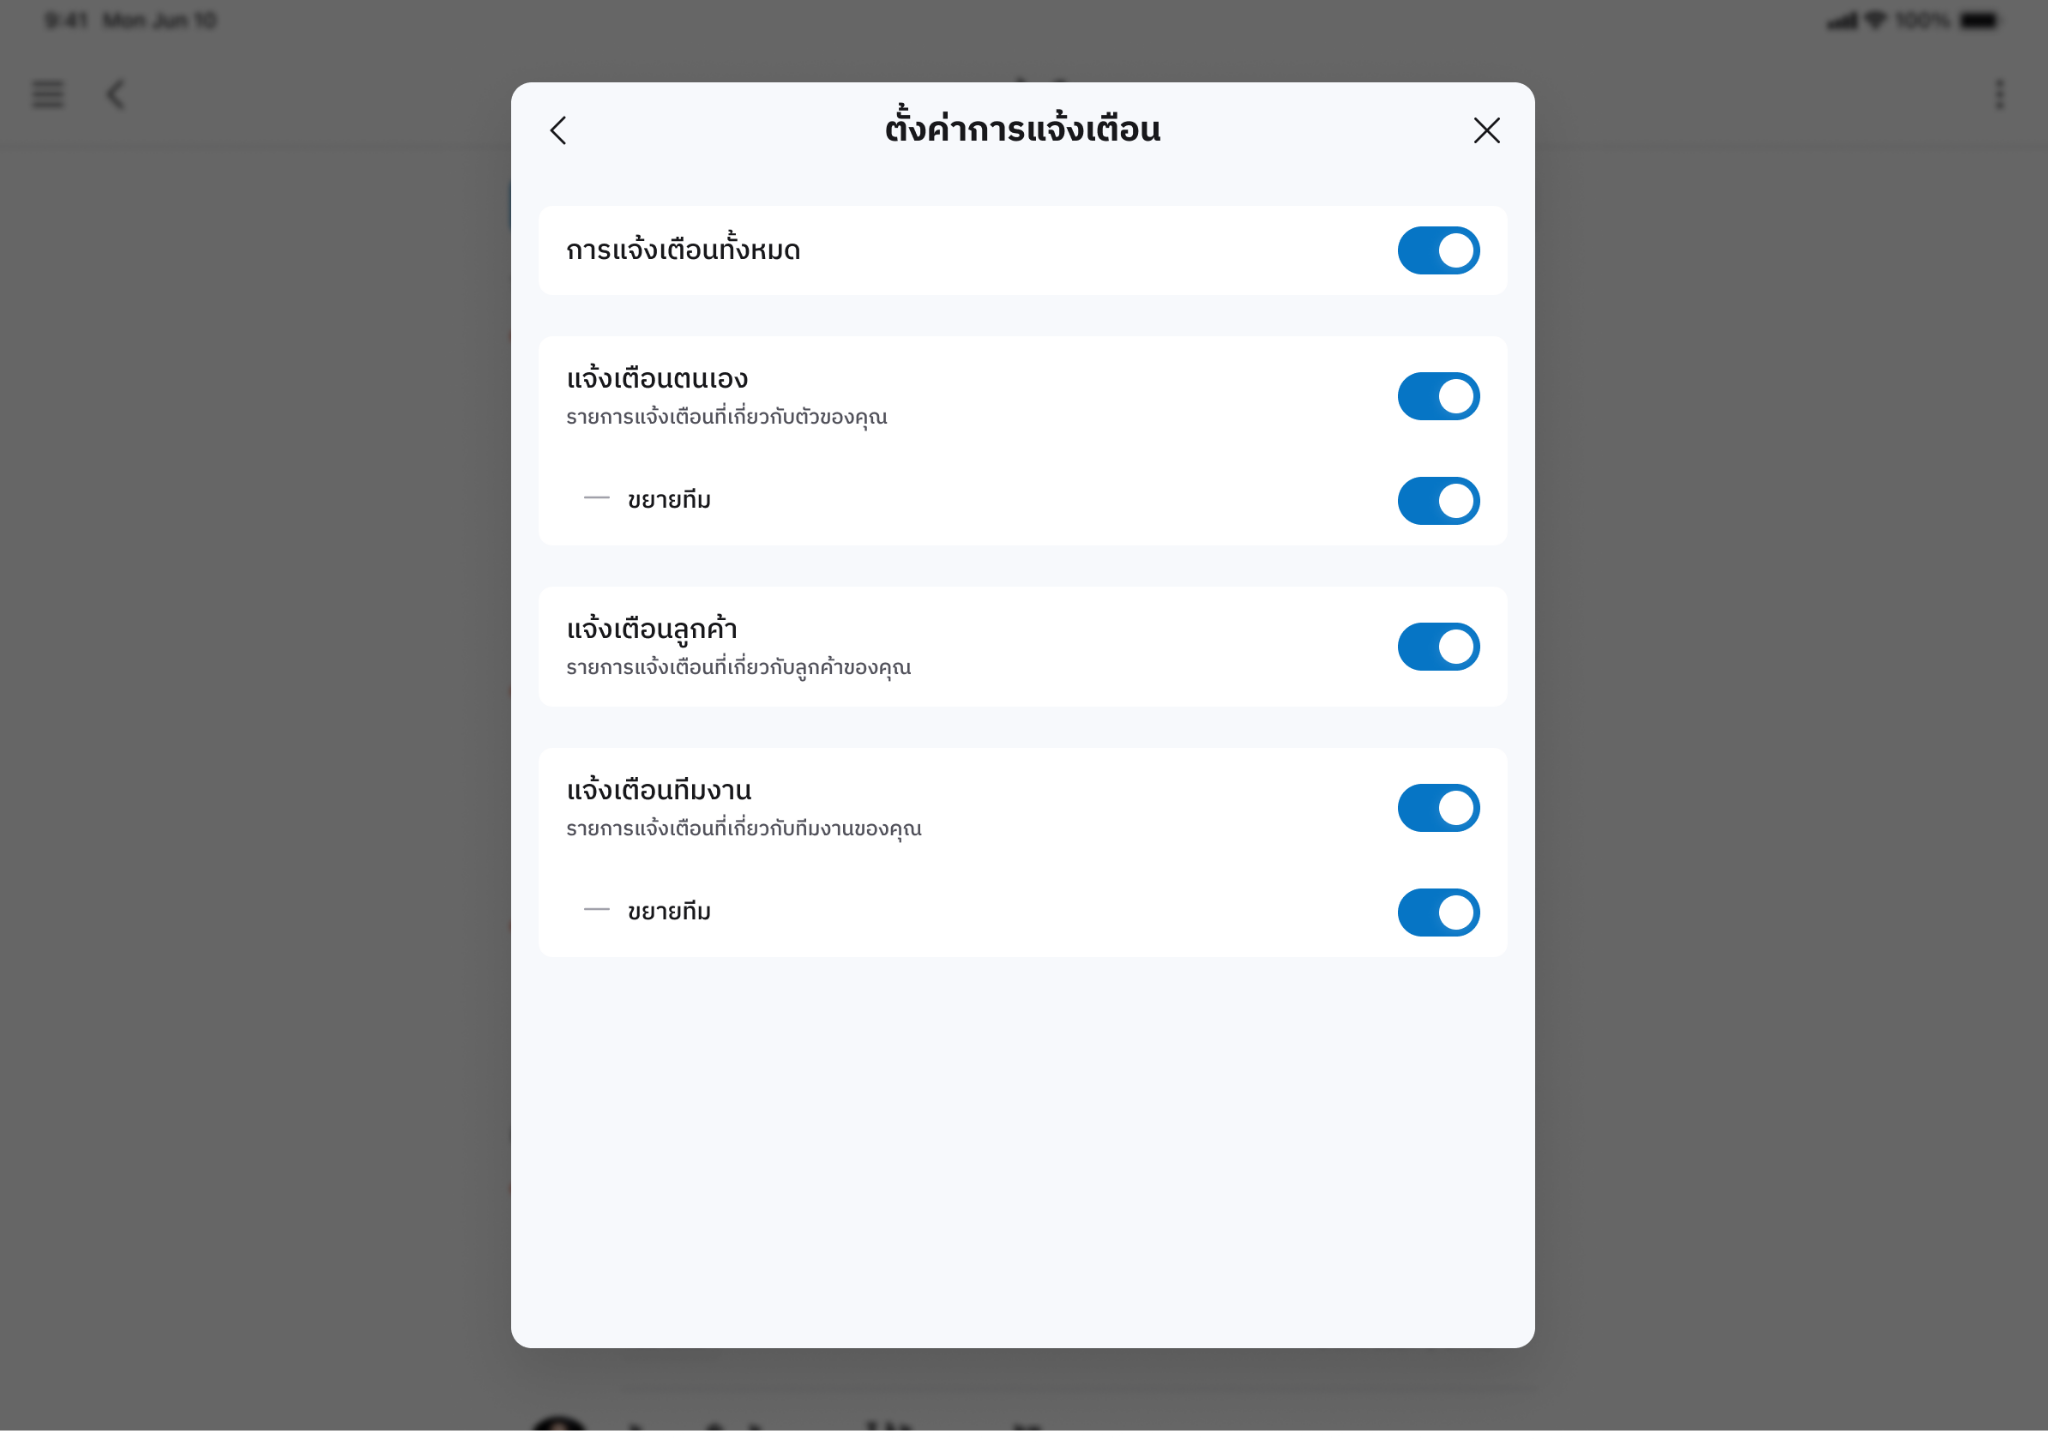 9:41 Mon Jun 10
100%
ตั้งค่าการแจ้งเตือน
การแจ้งเตือนทั้งหมด
แจ้งเตือนตนเอง
รายการแจ้งเตือนที่เกี่ยวกับตัวของคุณ
ขยายทีม
แจ้งเตือนลูกค้า
รายการแจ้งเตือนที่เกี่ยวกับลูกค้าของคุณ
แจ้งเตือนทีมงาน
รายการแจ้งเตือนที่เกี่ยวกับทีมงานของคุณ
ขยายทีม